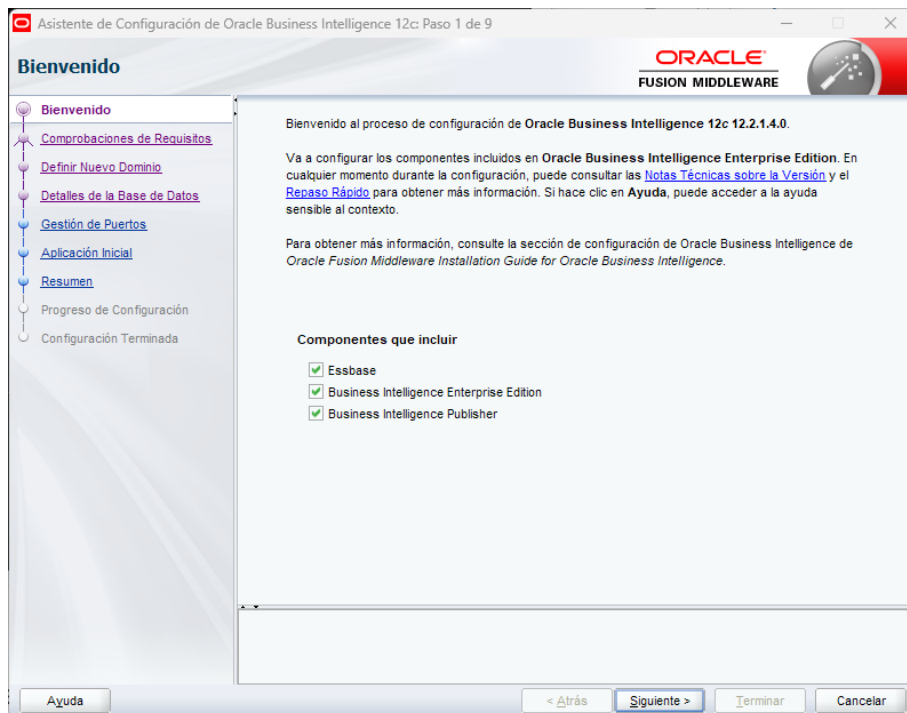 Asistente de Configuración de Oracle Business Intelligence 12c: Paso 1 de 9
Bienvenido
ORACLE
FUSION MIDDLEWARE
Bienvenido
Comprobaciones de Requisitos
Definir Nuevo Dominio
Detalles de la Base de Datos
Gestión de Puertos
Aplicación Inicial
Resumen
Progreso de Configuración
Configuración Terminada
Bienvenido al proceso de configuración de Oracle Business Intelligence 12c 12.2.1.4.0.
Va a configurar los componentes incluidos en Oracle Business Intelligence Enterprise Edition. En
cualquier momento durante la configuración, puede consultar las Notas Técnicas sobre la Versión y el
Repaso Rápido para obtener más información. Si hace clic en Ayuda, puede acceder a la ayuda
sensible al contexto.
Para obtener más información, consulte la sección de configuración de Oracle Business Intelligence de
Oracle Fusion Middleware Installation Guide for Oracle Business Intelligence.
Componentes que incluir
Essbase
Business Intelligence Enterprise Edition
Business Intelligence Publisher
Ayuda
< Atrás
Siguiente >
Terminar
Cancelar